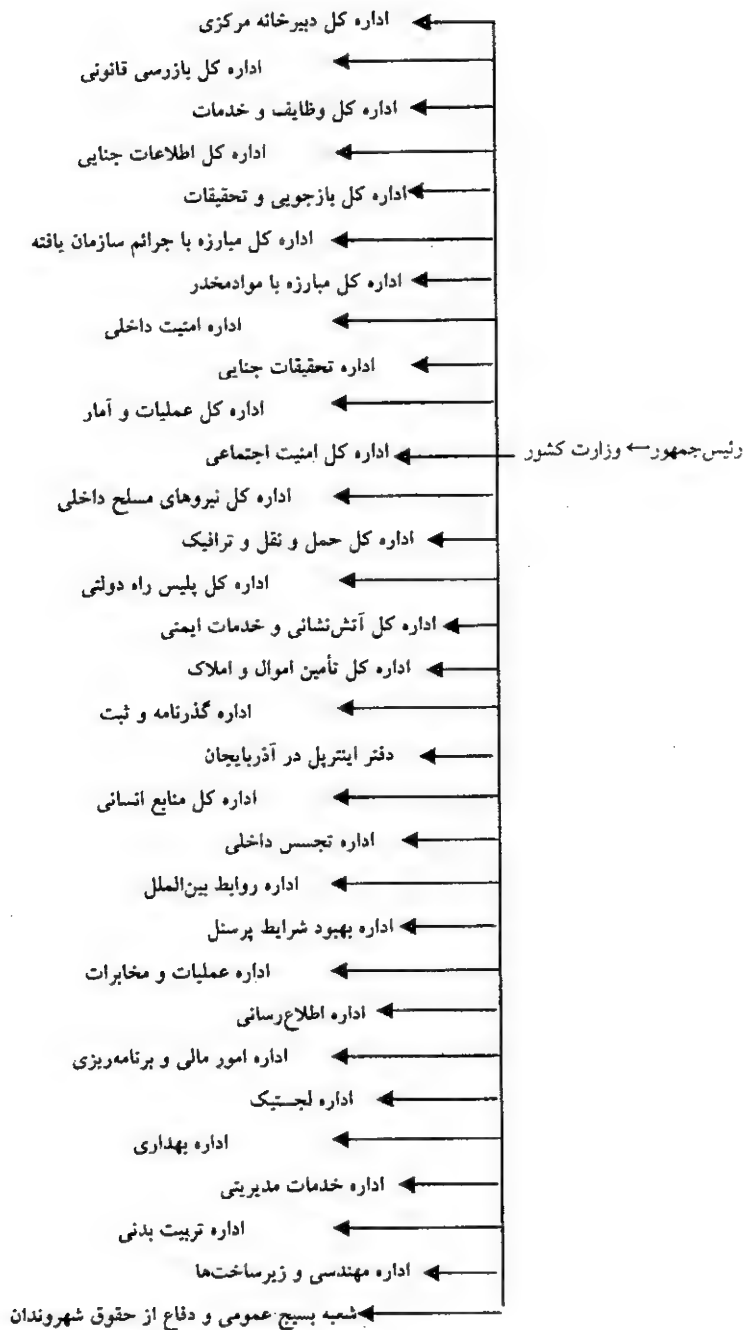 اداره کل دبیرخانه مرکزی
اداره کل بازرسی قانونی
اداره کل وظایف و خدمات
اداره کل اطلاعات جنایی
اداره کل بازجویی و تحقیقات
اداره کل مبارزه با جرائم سازمان یافته
اداره کل مبارزه با موادمخدر
اداره امنیت داخلی
اداره تحقیقات جنایی
اداره کل عملیات و آمار
رئیس‌جمهور← وزارت کشور
اداره کل امنیت اجتماعی
اداره کل نیروهای مسلح داخلی
اداره کل حمل و نقل و ترافیک
اداره کل پلیس راه دولتی
اداره کل آتش‌نشانی و خدمات ایمنی
اداره کل تأمین اموال و املاک
اداره گذرنامه و ثبت
دفتر اینترپل در آذربایجان
اداره کل منابع انسانی
اداره تجسس داخلی
اداره روابط بین‌الملل
اداره بهبود شرایط پرسنل
اداره عملیات و مخابرات
اداره اطلاع‌رسانی
اداره امور مالی و برنامه‌ریزی
اداره لجستیک
اداره بهداری
اداره خدمات مدیریتی
اداره تربیت بدنی
اداره مهندسی و زیرساخت‌ها
شعبه بسیج عمومی و دفاع از حقوق شهروندان